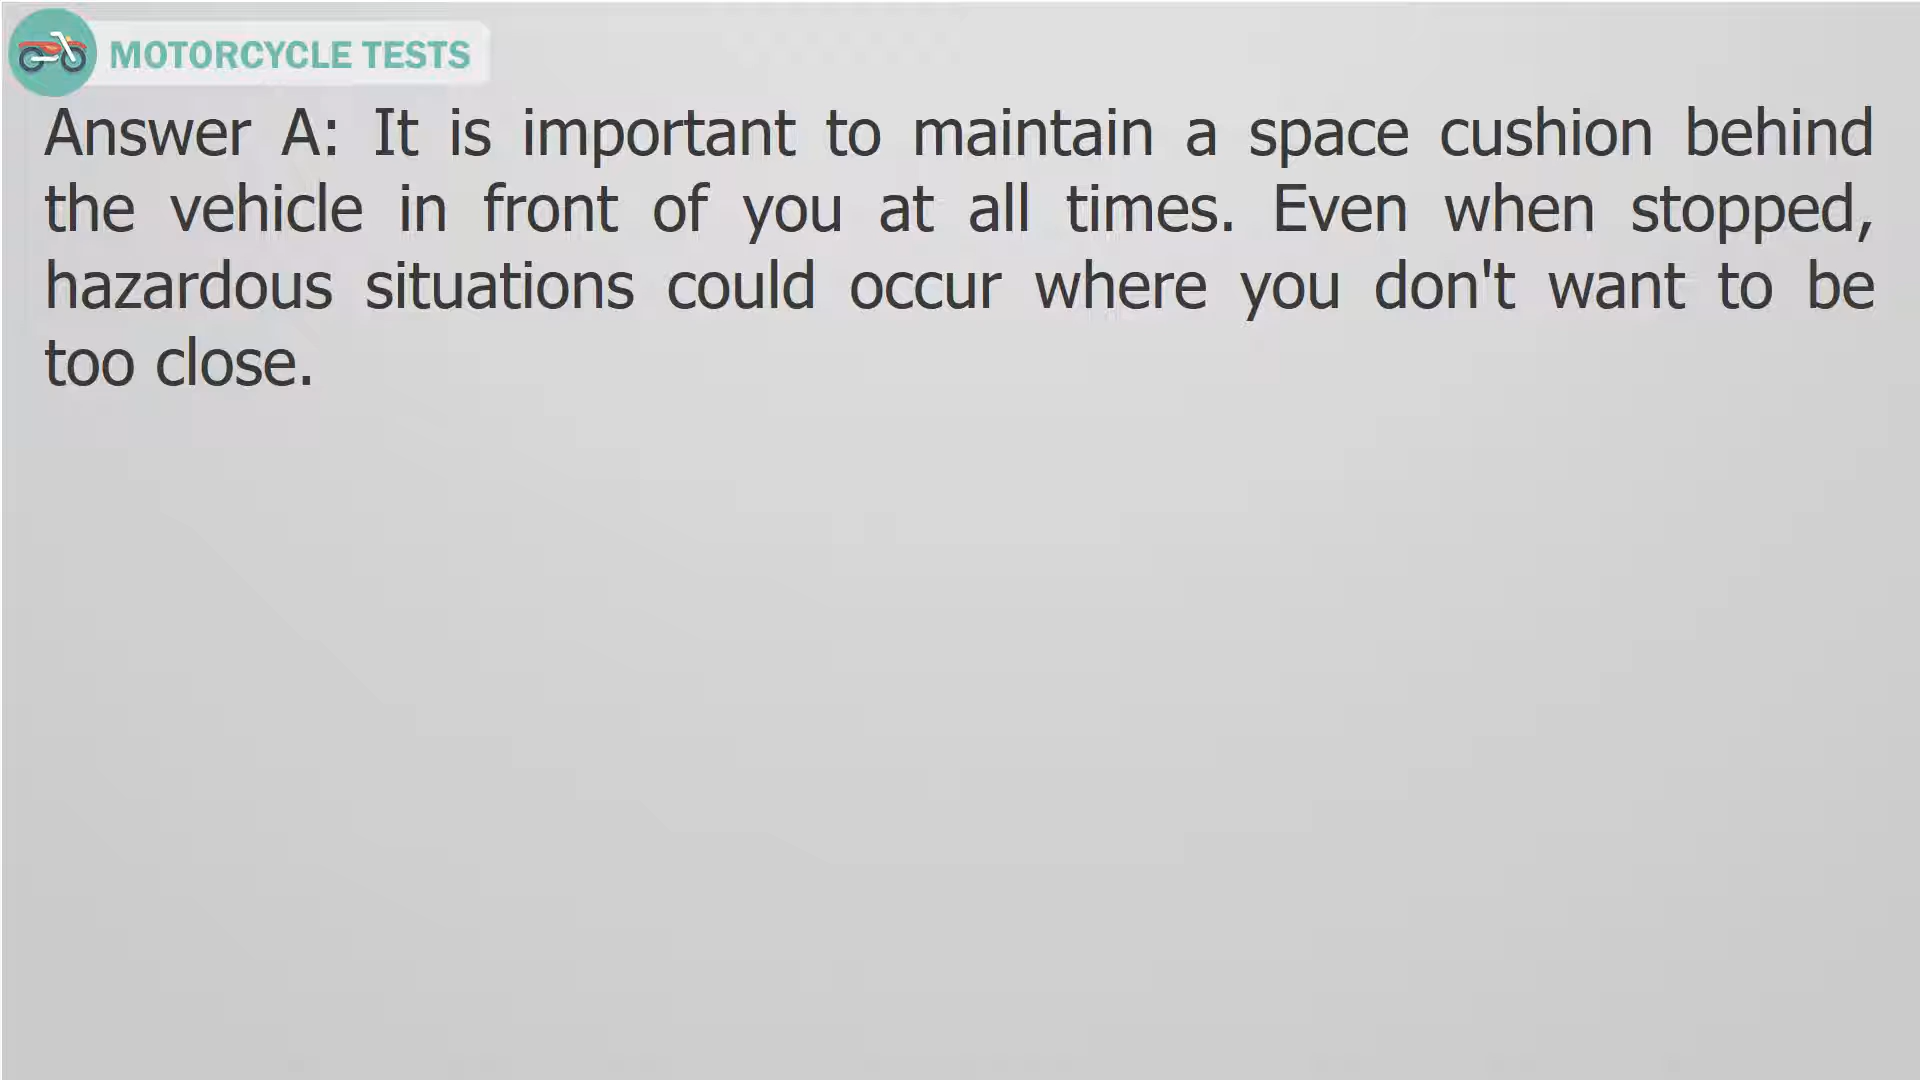 MOTORCYCLE TESTS
Answer A: It is important to maintain a space cushion behind
the vehicle in front of you at all times. Even when stopped,
hazardous situations could occur where you don't want to be
too close.